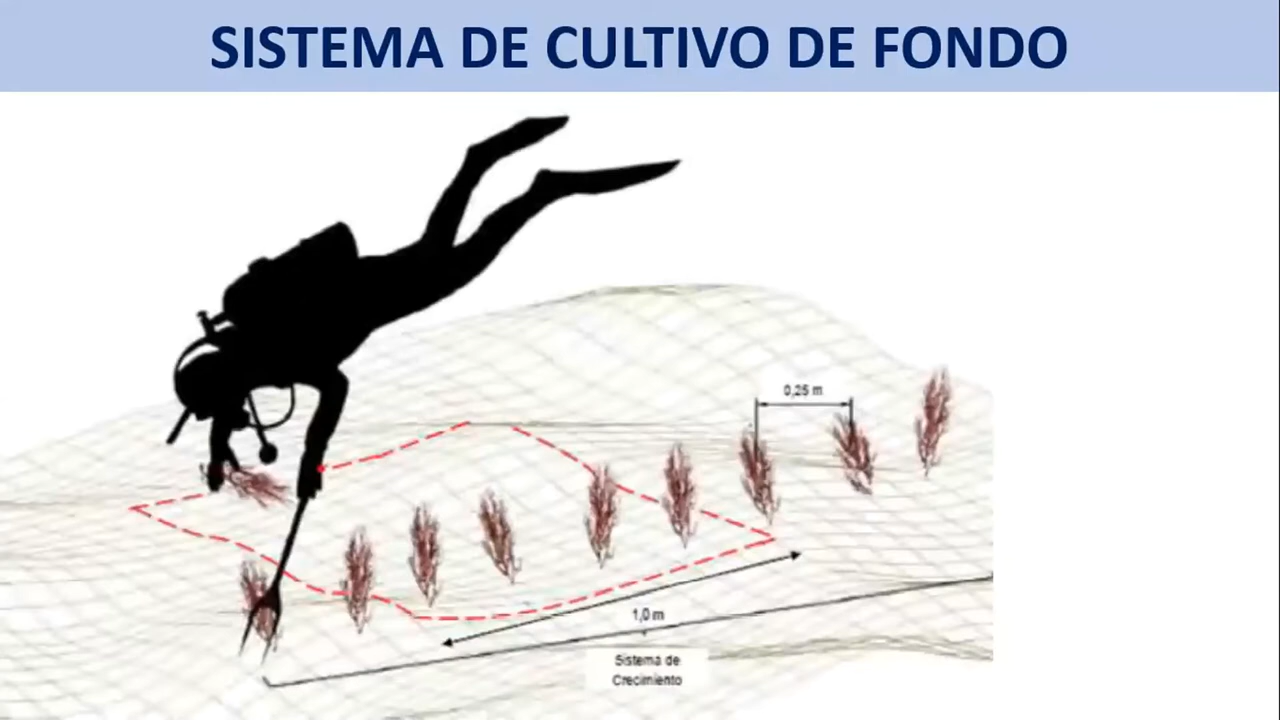 SISTEMA DE CULTIVO DE FONDO
0,25 m
1,0 m
Sistema de
Crecimiento